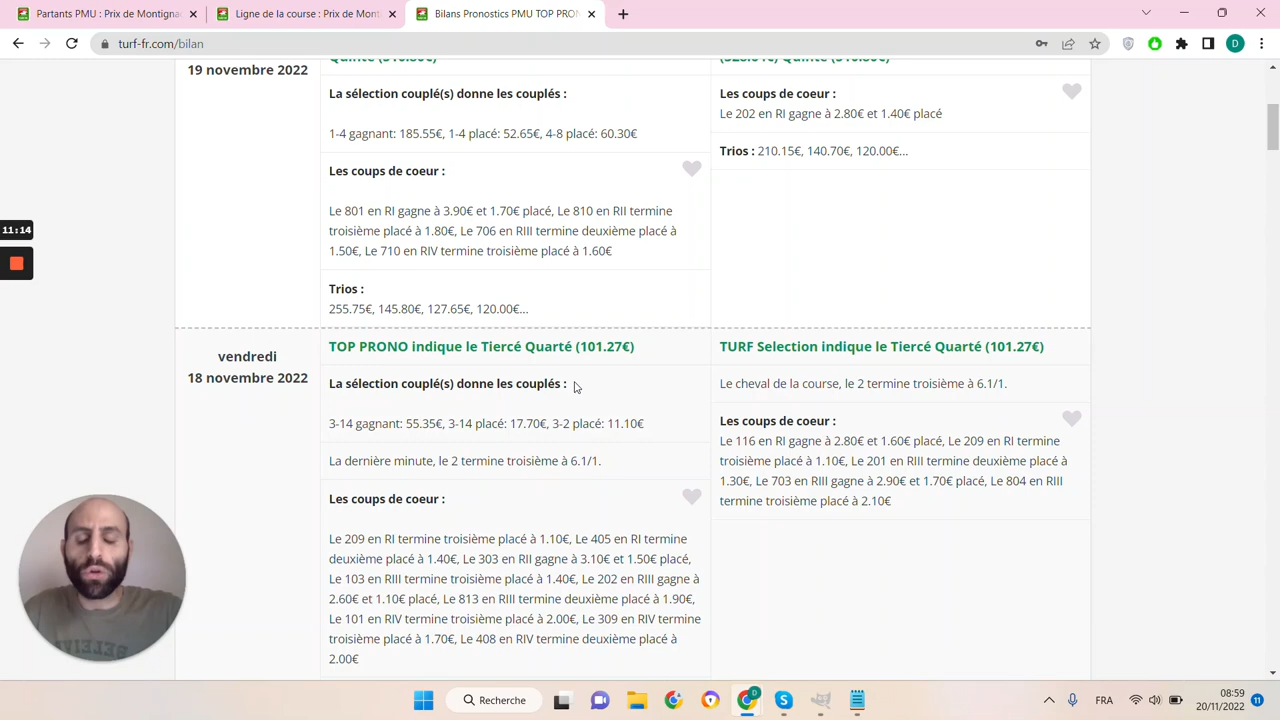 Partants PMU : Prix de Montigna
Ligne de la course : Prix de Mont
Bilans Pronostics PMU TOP PRON
turf-fr.com/bilan
D
19 novembre 2022
La sélection couplé(s) donne les couplés :
1-4 gagnant: 185.55€, 1-4 placé: 52.65€, 4-8 placé: 60.30€
Les coups de coeur :
Le 801 en RI gagne à 3.90€ et 1.70€ placé, Le 810 en RII termine
troisième placé à 1.80€, Le 706 en RIII termine deuxième placé à
1.50€, Le 710 en RIV termine troisième placé à 1.60€
Trios :
255.75€, 145.80€, 127.65€, 120.00€...
Les coups de coeur :
Le 202 en RI gagne à 2.80€ et 1.40€ placé
Trios : 210.15€, 140.70€, 120.00€...
11:14
vendredi
18 novembre 2022
TOP PRONO indique le Tiercé Quarté (101.27€)
La sélection couplé(s) donne les couplés :
3-14 gagnant: 55.35€, 3-14 placé: 17.70€, 3-2 placé: 11.10€
La dernière minute, le 2 termine troisième à 6.1/1.
Les coups de coeur :
Le 209 en RI termine troisième placé à 1.10€, Le 405 en RI termine
deuxième placé à 1.40€, Le 303 en RII gagne à 3.10€ et 1.50€ placé,
Le 103 en RIII termine troisième placé à 1.40€, Le 202 en RIII gagne à
2.60€ et 1.10€ placé, Le 813 en RIII termine deuxième placé à 1.90€,
Le 101 en RIV termine troisième placé à 2.00€, Le 309 en RIV termine
troisième placé à 1.70€, Le 408 en RIV termine deuxième placé à
2.00€
TURF Selection indique le Tiercé Quarté (101.27€)
Le cheval de la course, le 2 termine troisième à 6.1/1.
Les coups de coeur :
Le 116 en RI gagne à 2.80€ et 1.60€ placé, Le 209 en RI termine
troisième placé à 1.10€, Le 201 en RIII termine deuxième placé à
1.30€, Le 703 en RIII gagne à 2.90€ et 1.70€ placé, Le 804 en RIII
termine troisième placé à 2.10€
Recherche
D
FRA
08:59
20/11/2022
11